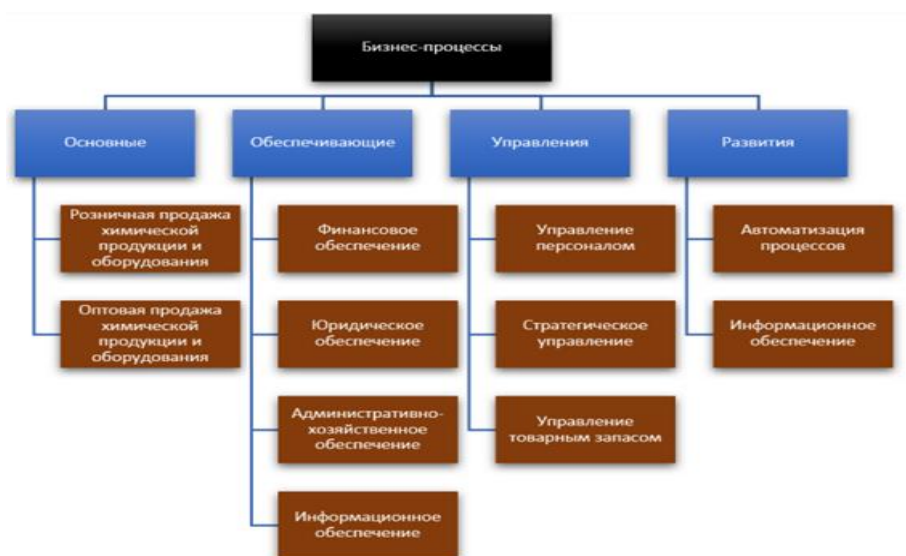 Бизнес-процессы
Основные
Обеспечивающие
Управления
Развития
Розничная продажа
химической
продукции и
оборудования
Финансовое
обеспечение
Управление
персоналом
Автоматизация
процессов
Оптовая продажа
химической
продукции и
оборудования
Юридическое
обеспечение
Стратегическое
управление
Информационное
обеспечение
Административно-
хозяйственное
обеспечение
Управление
товарным запасом
Информационное
обеспечение